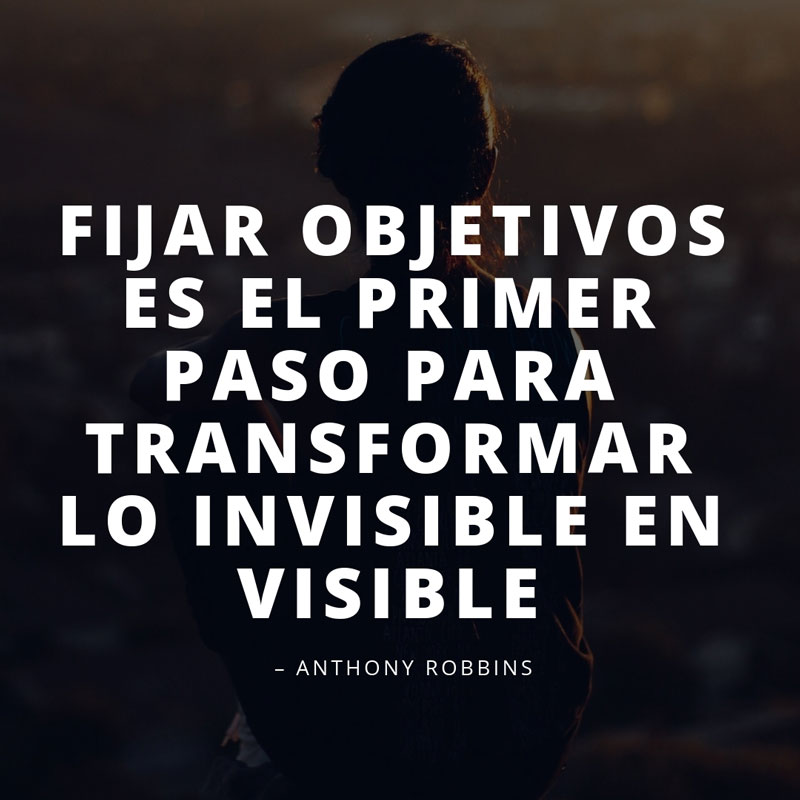 FIJAR OBJETIVOS
ES EL PRIMER
PASO PARA
TRANSFORMAR
LO INVISIBLE EN
VISIBLE
– ANTHONY ROBBINS